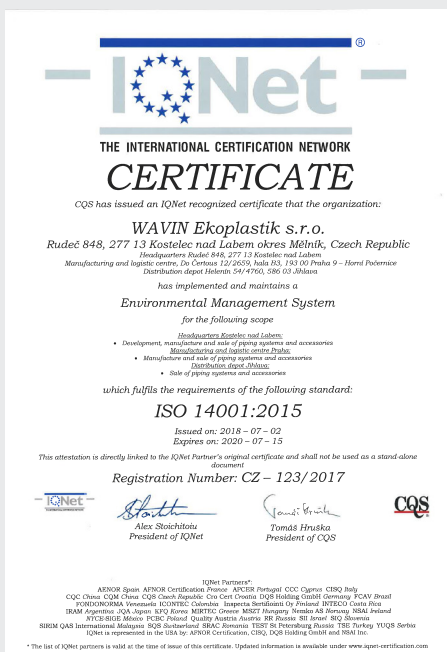 IQNet ®
THE INTERNATIONAL CERTIFICATION NETWORK
CERTIFICATE
CQS has issued an IQNet recognized certificate that the organization:
WAVIN Ekoplastik s.r.o.
Rudeč 848, 277 13 Kostelec nad Labem okres Mělník, Czech Republic
Headquarters Rudeč 848, 277 13 Kostelec nad Labem
Manufacturing and logistic centre, Do Čertous 12/2659, hala B3, 193 00 Praha 9 – Horní Počernice
Distribution depot Helenín 54/4760, 586 03 Jihlava
has implemented and maintains a
Environmental Management System
for the following scope
Headquarters Kostelec nad Labem:
• Development, manufacture and sale of piping systems and accessories
Manufacturing and logistic centre Praha:
• Manufacture and sale of piping systems and accessories
Distribution depot Jihlava:
• Sale of piping systems and accessories
which fulfils the requirements of the following standard:
ISO 14001:2015
Issued on: 2018 – 07 – 02
Expires on: 2020 – 07 – 15
This attestation is directly linked to the IQNet Partner's original certificate and shall not be used as a stand-alone
document
Registration Number: CZ – 123/2017
IQNet
CQS
Alex Stoichitoiu
President of IQNet
Tomáš Hruška
President of CQS
IQNet Partners*:
AENOR Spain AFNOR Certification France APCER Portugal CCC Cyprus CISQ Italy
CQC China CQM China CQS Czech Republic Cro Cert Croatia DQS Holding GmbH Germany FCAV Brazil
FONDONORMA Venezuela ICONTEC Colombia Inspecta Sertifiointi Oy Finland INTECO Costa Rica
IRAM Argentina JQA Japan KFQ Korea MIRTEC Greece MSZT Hungary Nemko AS Norway NSAI Ireland
NYCE-SIGE México PCBC Poland Quality Austria Austria RR Russia SII Israel SIQ Slovenia
SIRIM QAS International Malaysia SQS Switzerland SRAC Romania TEST St Petersburg Russia TSE Turkey YUQS Serbia
IQNet is represented in the USA by: AFNOR Certification, CISQ, DQS Holding GmbH and NSAI Inc.
* The list of IQNet partners is valid at the time of issue of this certificate. Updated information is available under www.iqnet-certification.com